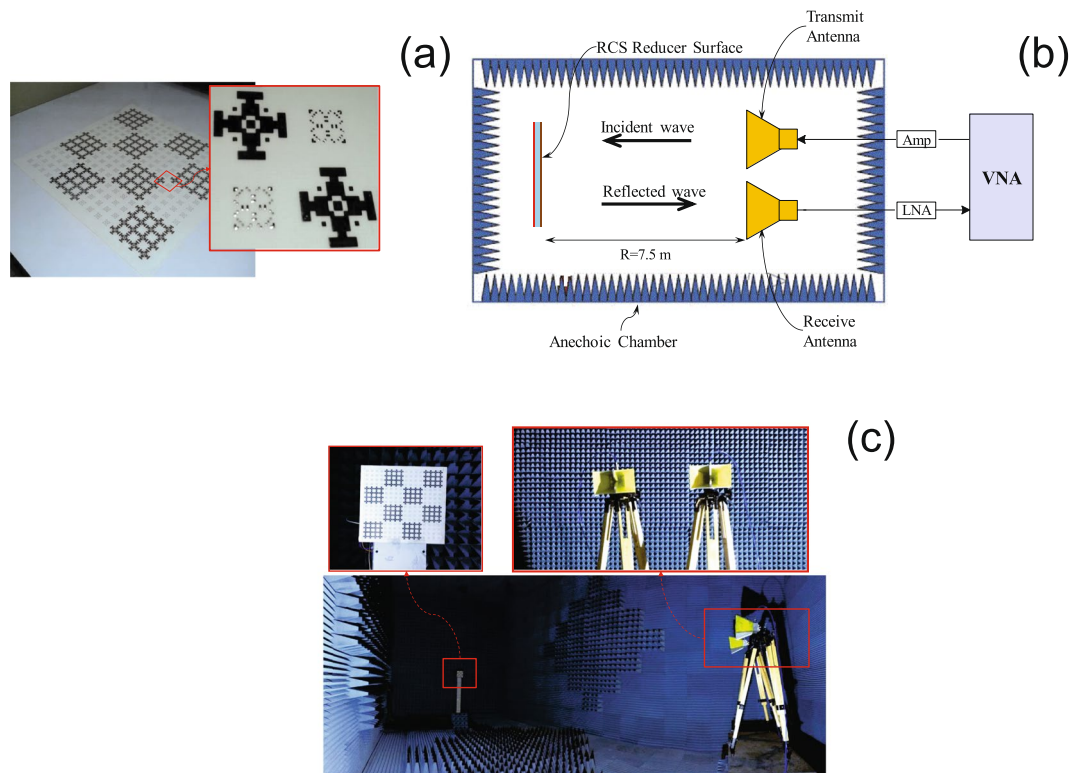 (a)
(b)
Transmit
Antenna
RCS Reducer Surface
Incident wave
Amp
VNA
Reflected wave
LNA
R=7.5 m
Anechoic Chamber
Receive
Antenna
(c)